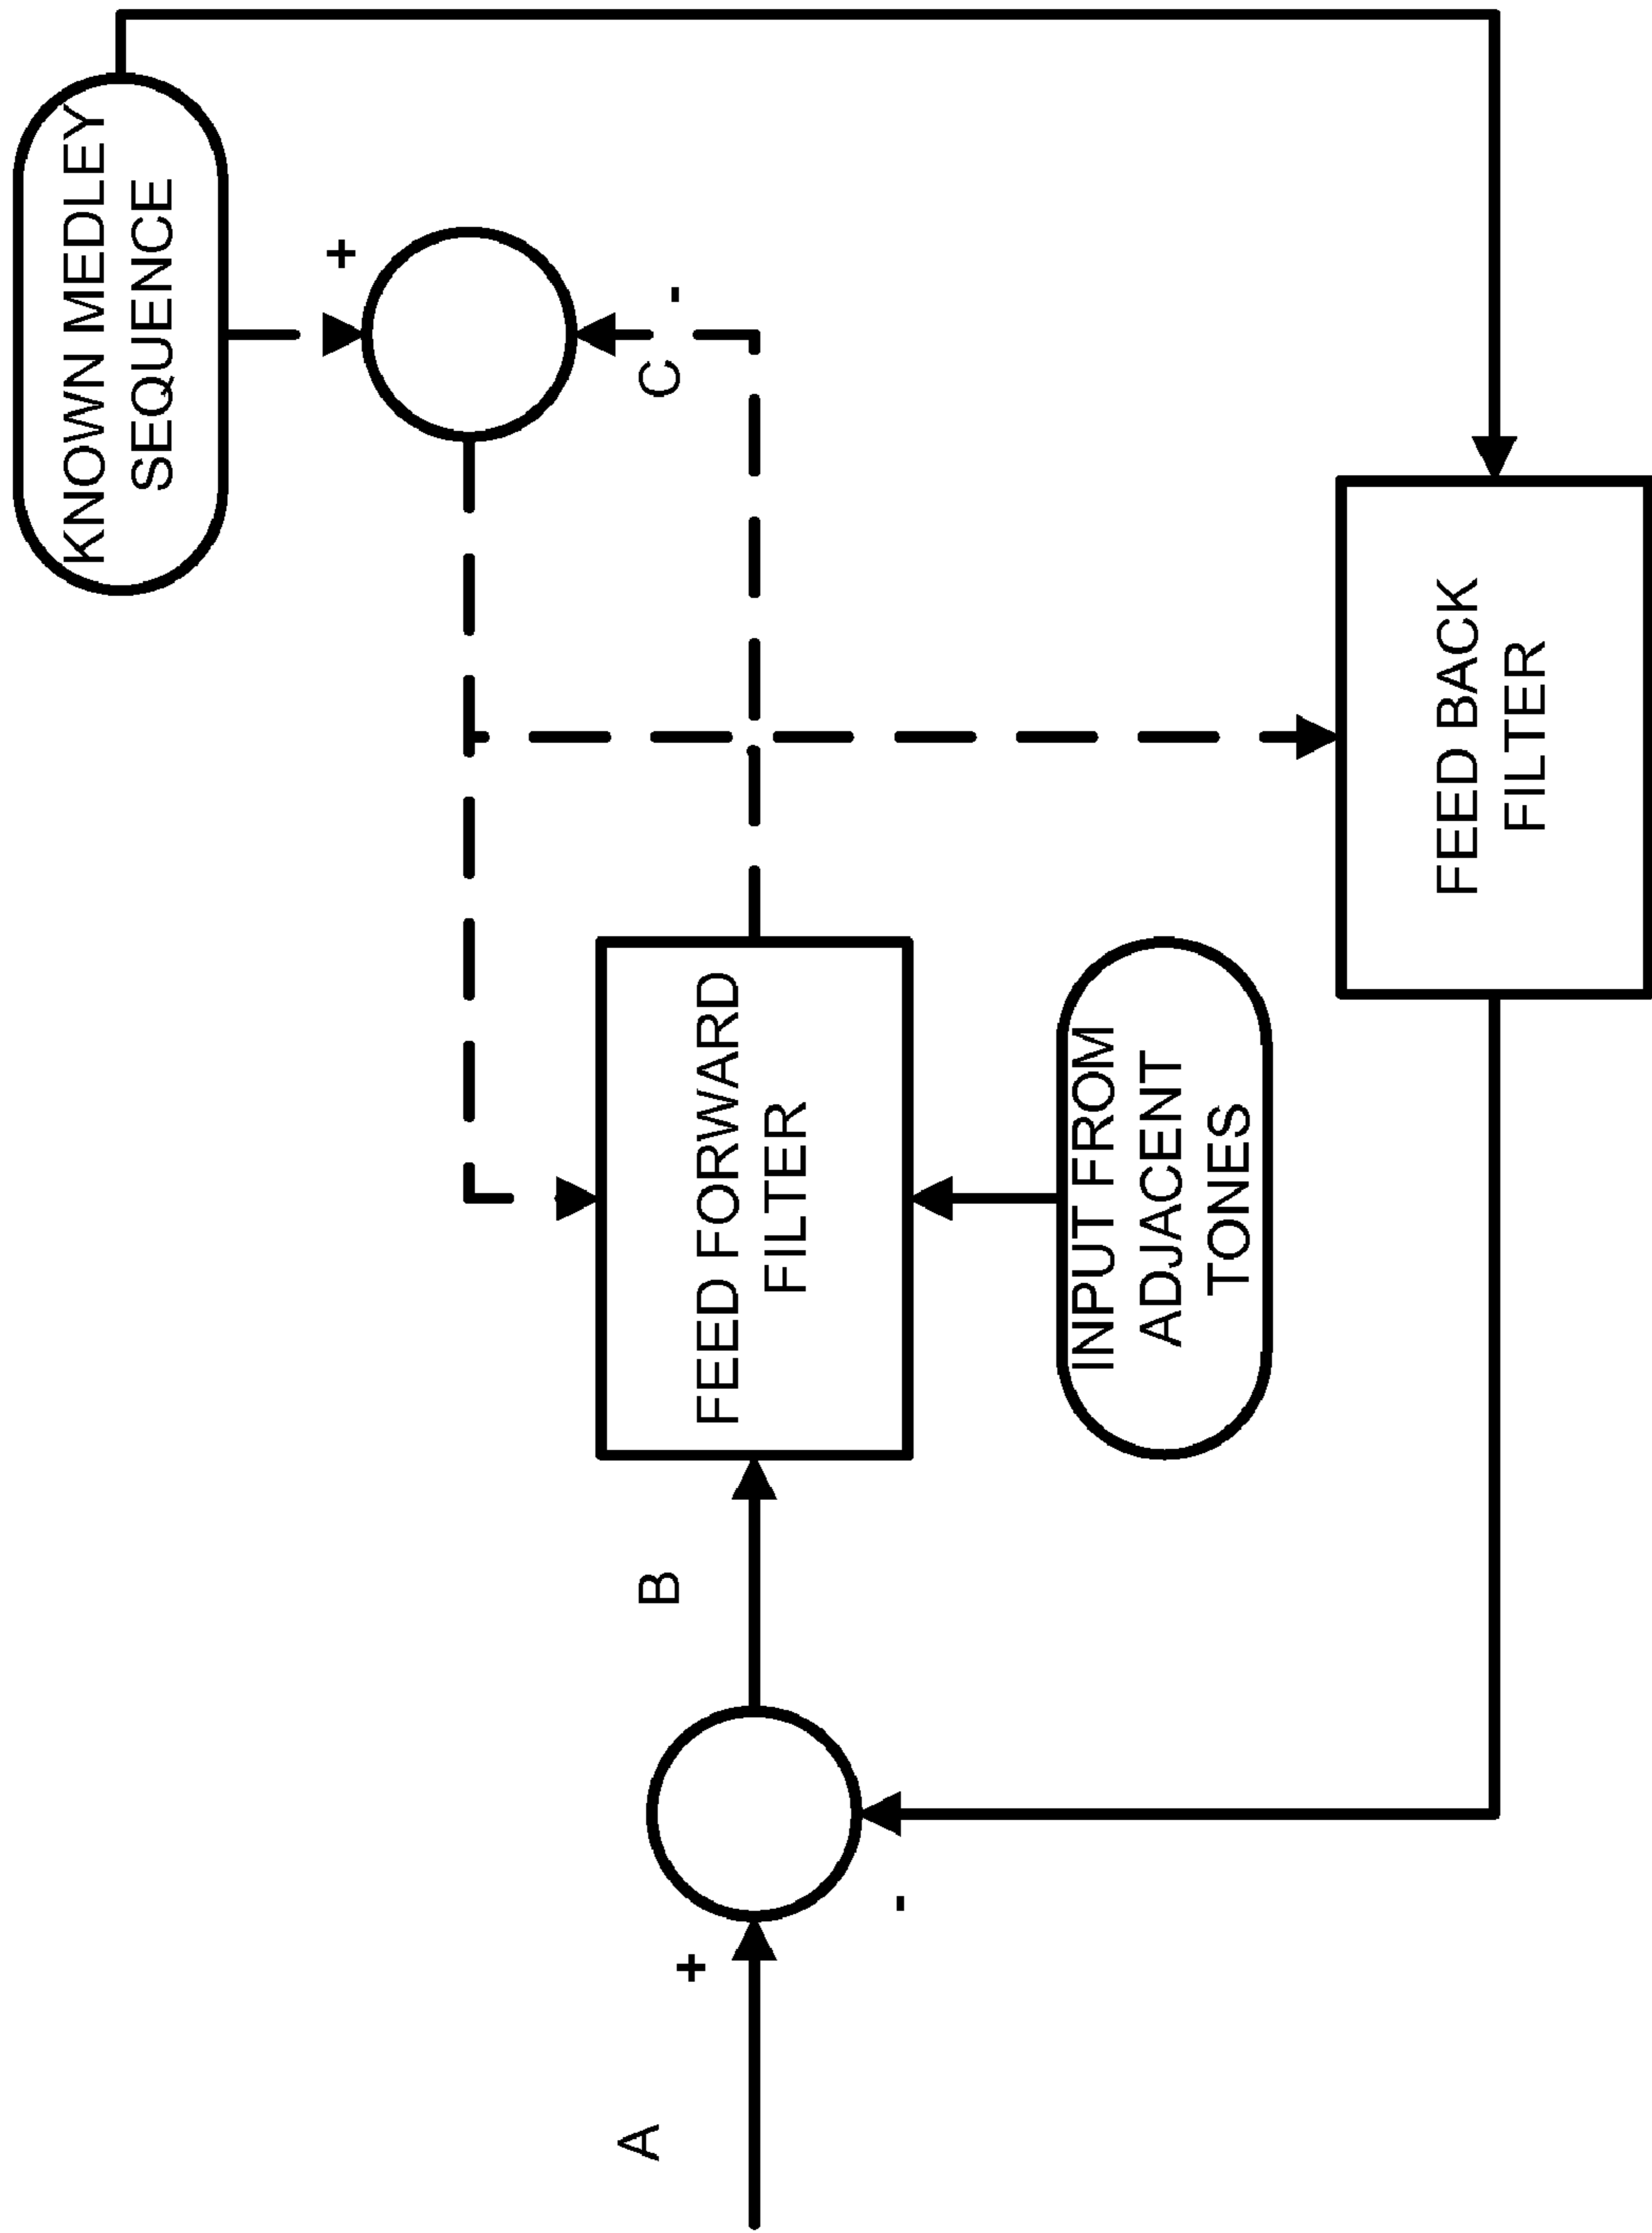 KNOWN MEDLEY
SEQUENCE
+
C
-
FEED FORWARD
FILTER
B
A
+
-
INPUT FROM
ADJACENT
TONES
FEED BACK
FILTER